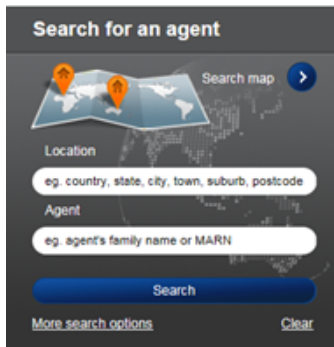 Search for an agent
Search map
Location
eg. country, state, city, town, suburb, postcode
Agent
eg. agent's family name or MARN
Search
More search options
Clear